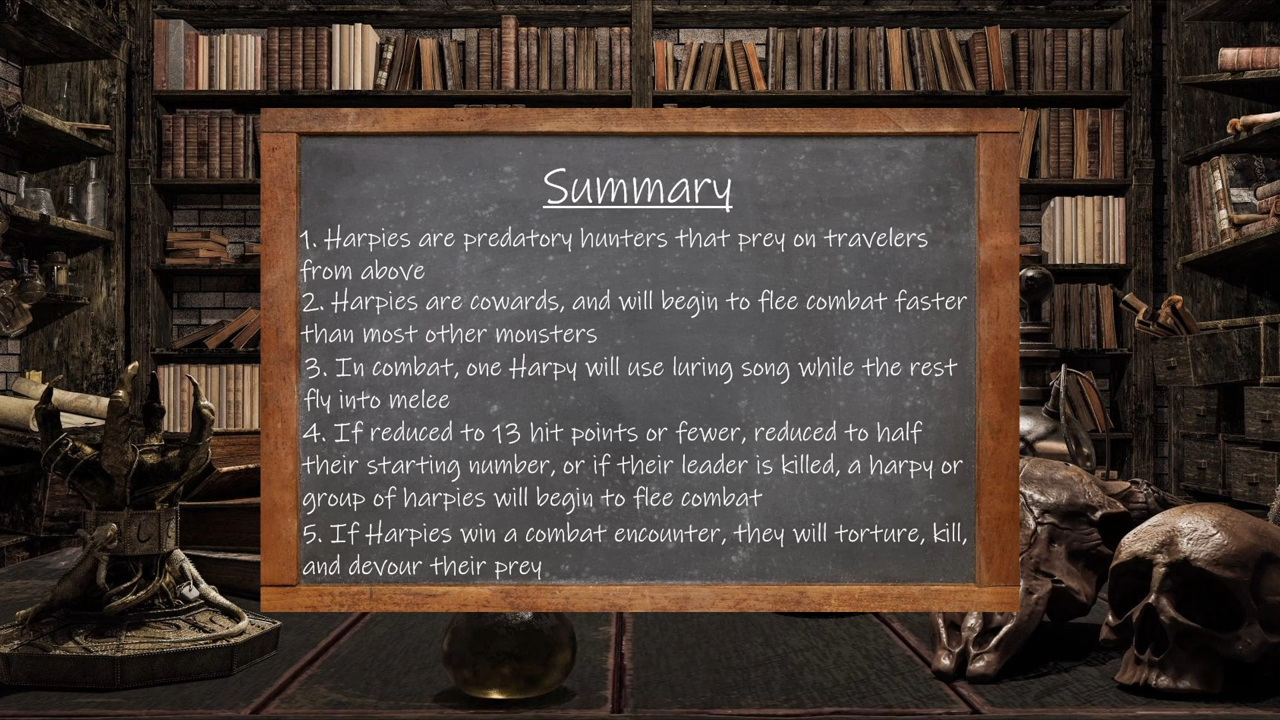 Summary
1. Harpies are predatory hunters that prey on travelers
from above
2. Harpies are cowards, and will begin to flee combat faster
than most other monsters
3. In combat, one Harpy will use luring song while the rest
fly into melee
4. If reduced to 13 hit points or fewer, reduced to half
their starting number, or if their leader is killed, a harpy or
group of harpies will begin to flee combat
5. If Harpies win a combat encounter, they will torture, kill,
and devour their prey